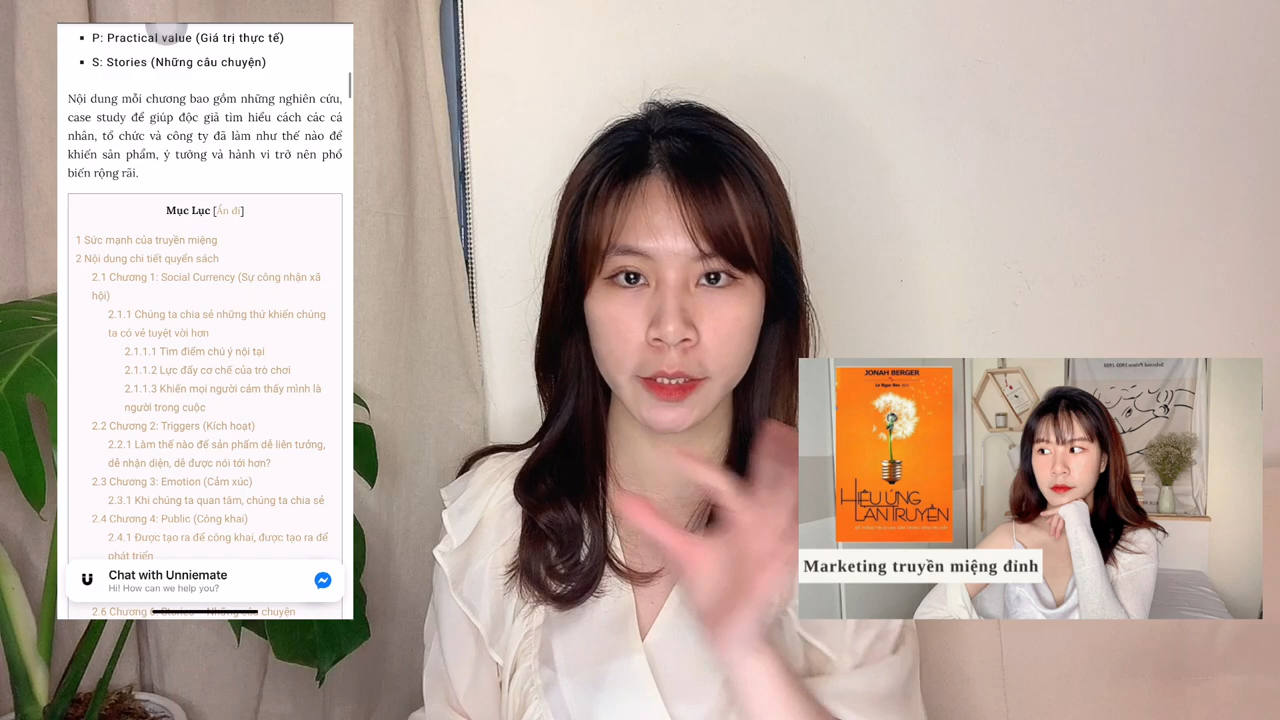 P: Practical value (Giá trị thực tế)
S: Stories (Những câu chuyện)
Nội dung mỗi chương bao gồm những nghiên cứu,
case study để giúp độc giả tìm hiểu cách các cá
nhân, tổ chức và công ty đã làm như thế nào để
khiến sản phẩm, ý tưởng và hành vi trở nên phổ
biến rộng rãi.
Mục Lục [Ẩn đi]
1 Sức mạnh của truyền miệng
2 Nội dung chi tiết quyển sách
2.1 Chương 1: Social Currency (Sự công nhận xã
hội)
2.1.1 Chúng ta chia sẻ những thứ khiến chúng
ta có vẻ tuyệt vời hơn
2.1.1.1 Tìm điểm chú ý nội tại
2.1.1.2 Lực đẩy cơ chế của trò chơi
2.1.1.3 Khiến mọi người cảm thấy mình là
người trong cuộc
2.2 Chương 2: Triggers (Kích hoạt)
2.2.1 Làm thế nào để sản phẩm dễ liên tưởng,
dễ nhận diện, dễ được nói tới hơn?
2.3 Chương 3: Emotion (Cảm xúc)
2.3.1 Khi chúng ta quan tâm, chúng ta chia sẻ
2.4 Chương 4: Public (Công khai)
2.4.1 Được tạo ra để công khai, được tạo ra để
phát triển
Chat with Unniemate
Hi! How can we help you?
2.6 Chương chuyện
JONAH BERGER
HIỆU ỨNG
LAN TRUYỀN
Marketing truyền miệng đỉnh